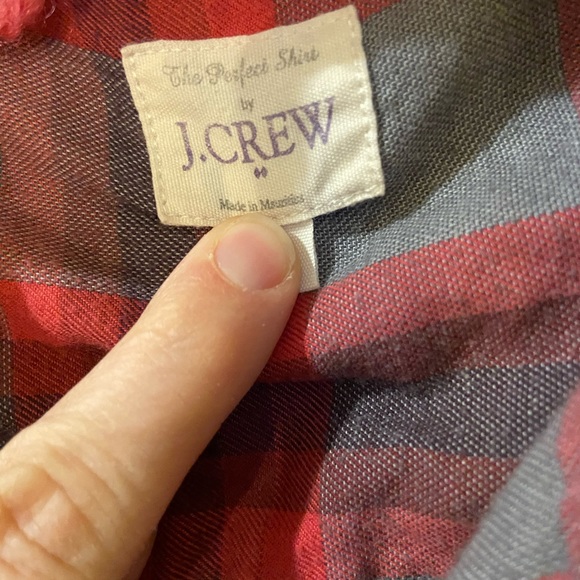 The Perfect Shirt
by
J.CREW
Made in Mauritius